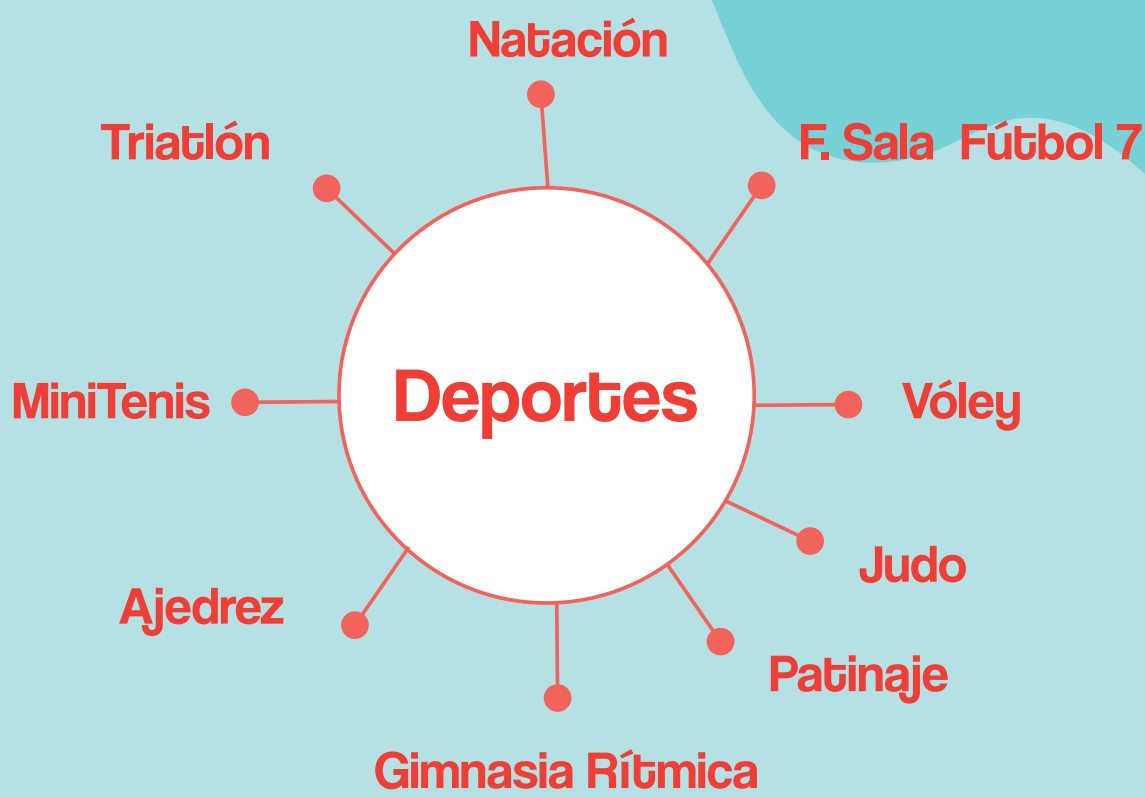 Natación
Triatlón
F. Sala Fútbol 7
MiniTenis
Deportes
Vóley
Judo
Ajedrez
Patinaje
Gimnasia Rítmica